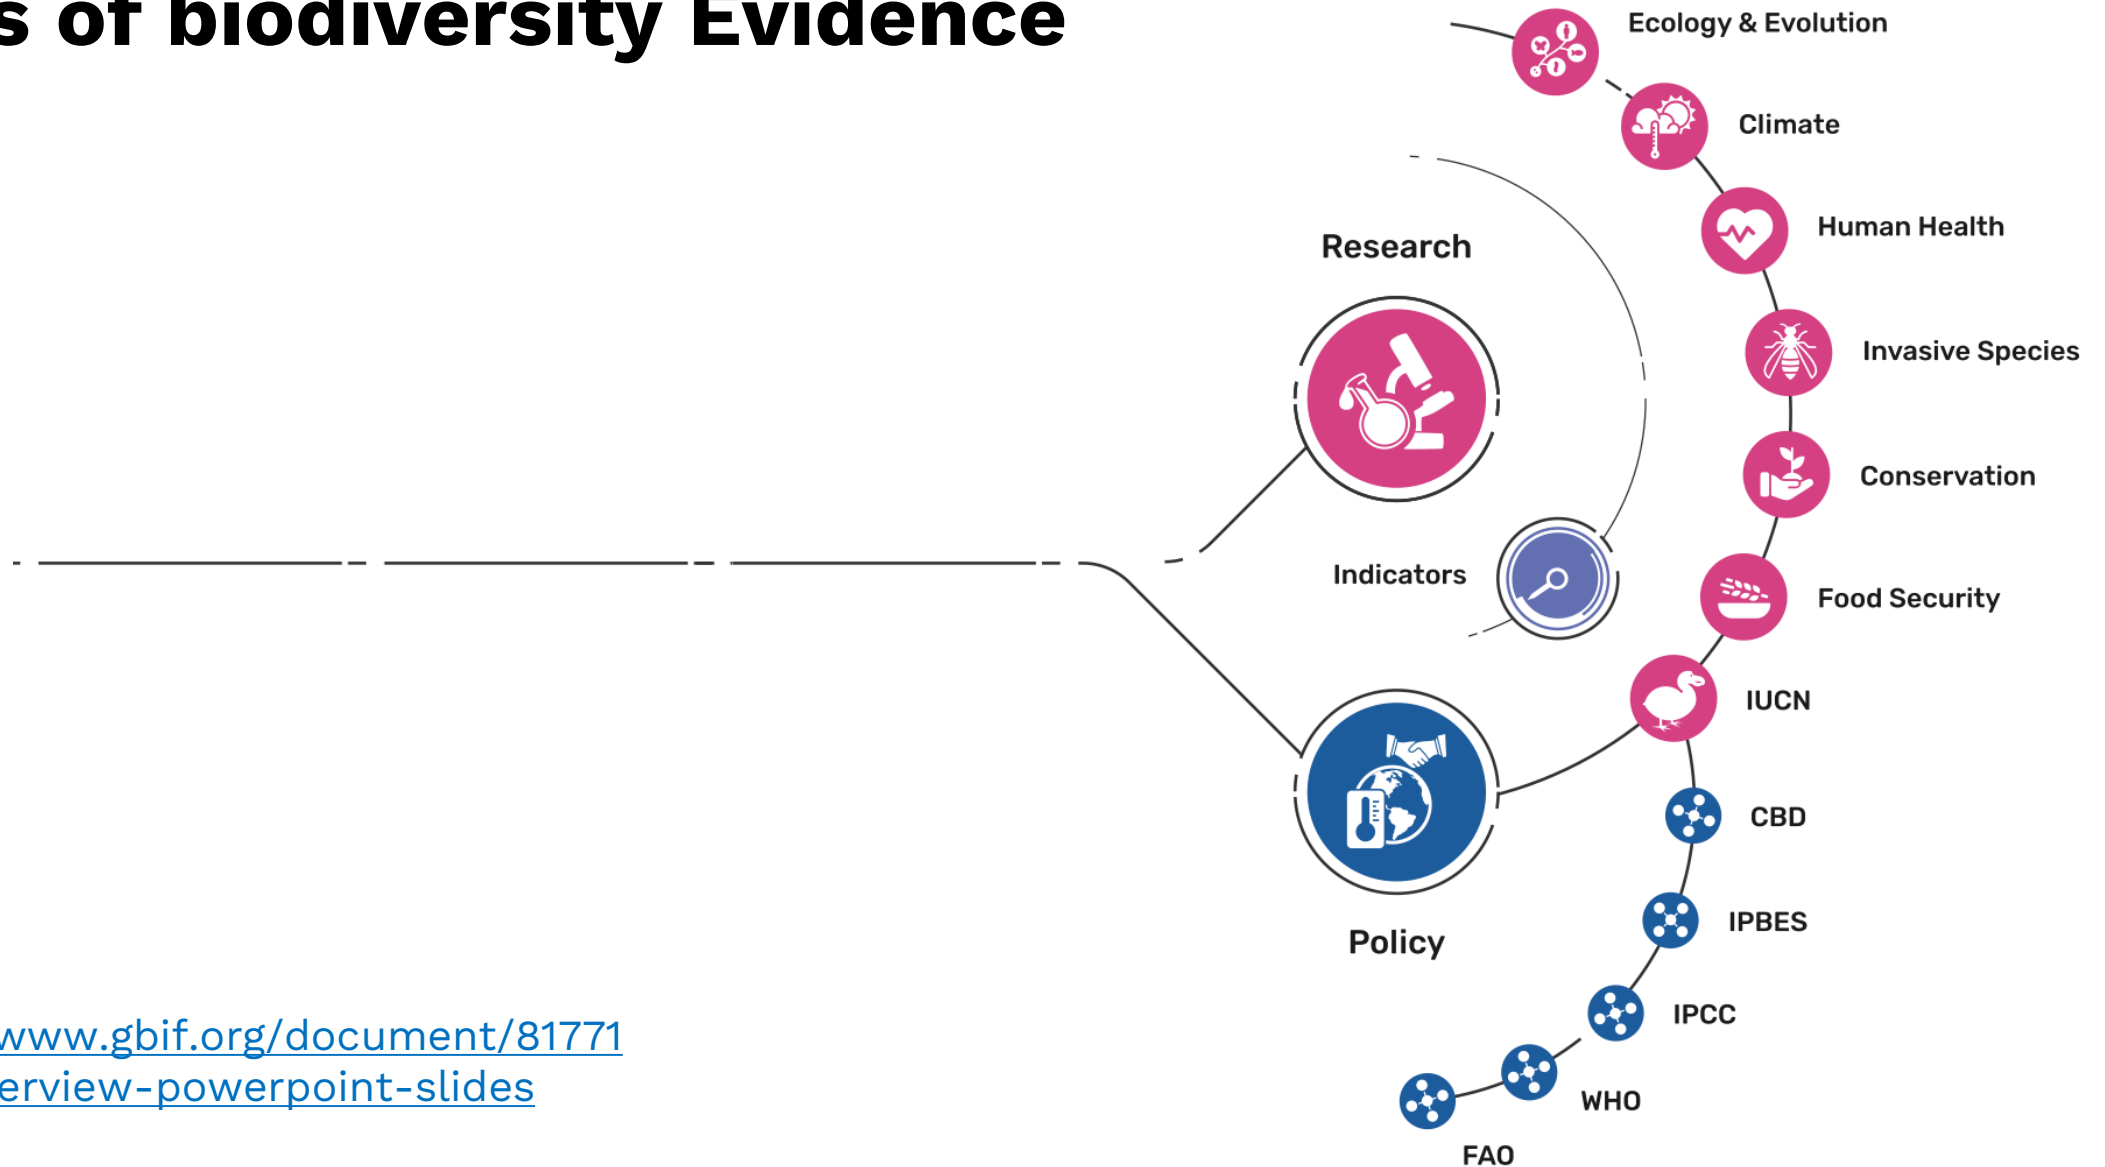 s of biodiversity Evidence
Ecology & Evolution
Climate
Human Health
Research
Invasive Species
Conservation
Indicators
Food Security
IUCN
CBD
IPBES
Policy
IPCC
www.gbif.org/document/81771
erview-powerpoint-slides
WHO
FAO